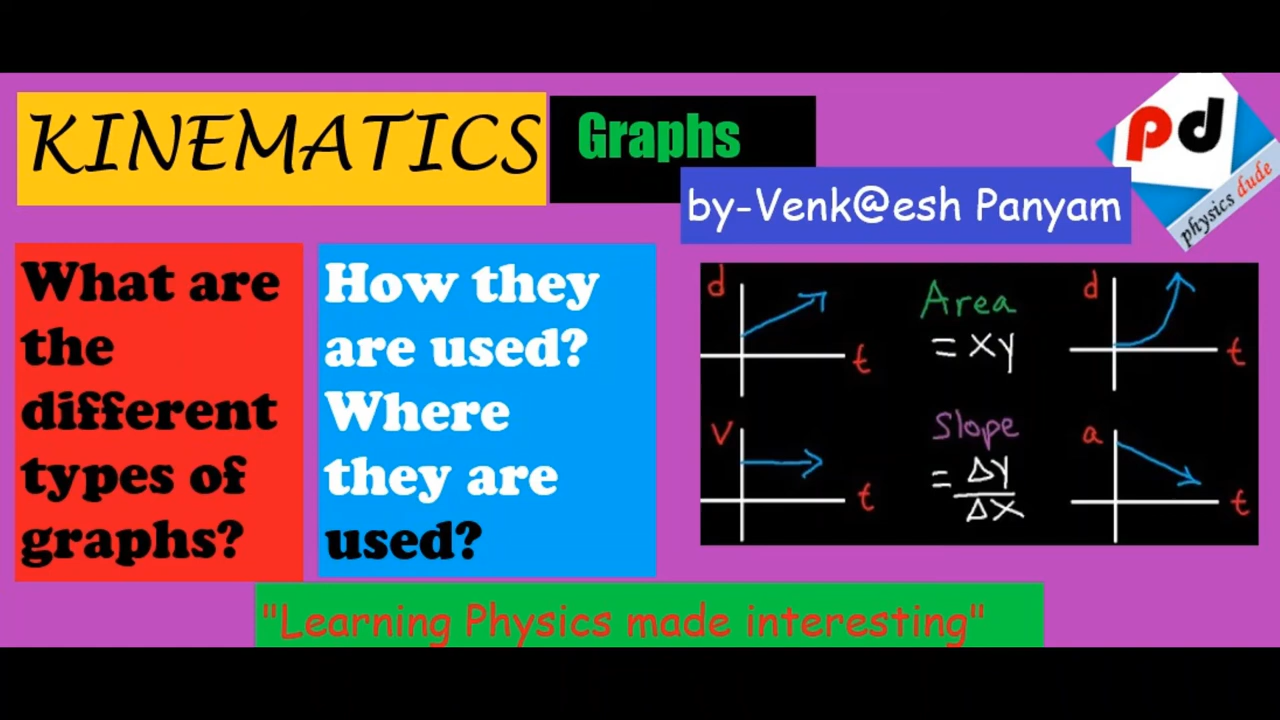 KINEMATICS
Graphs
by-Venk@esh Panyam
pd
physics dude
What are
the
different
types of
graphs?
How they
are used?
Where
they are
used?
d
t
Area
= xy
d
t
v
t
Slope
= Δy
Δx
a
t
"Learning Physics made interesting"